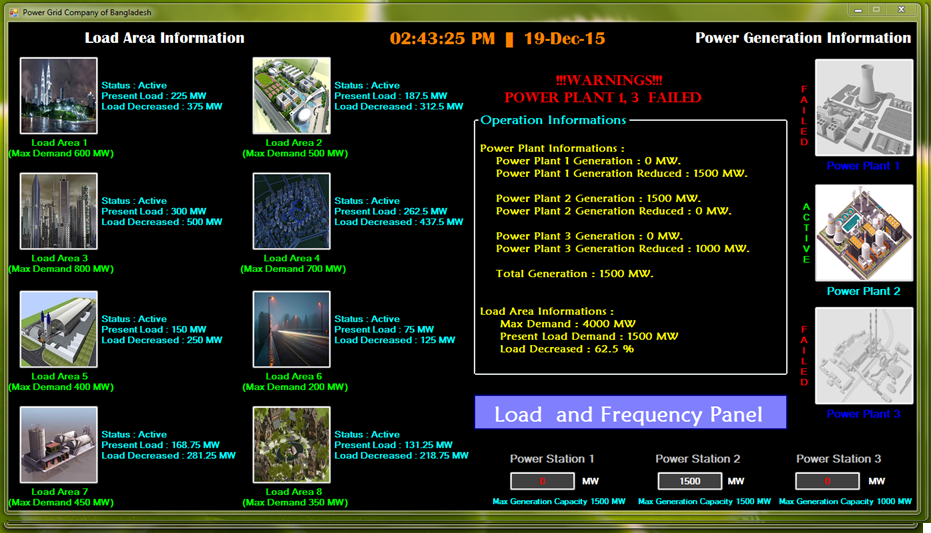 Power Grid Company of Bangladesh
Load Area Information
02:43:25 PM | 19-Dec-15
Power Generation Information
Status : Active
Present Load : 225 MW
Load Decreased : 375 MW
Load Area 1
(Max Demand 600 MW)
Status : Active
Present Load : 187.5 MW
Load Decreased : 312.5 MW
Load Area 2
(Max Demand 500 MW)
Status : Active
Present Load : 300 MW
Load Decreased : 500 MW
Load Area 3
(Max Demand 800 MW)
Status : Active
Present Load : 262.5 MW
Load Decreased : 437.5 MW
Load Area 4
(Max Demand 700 MW)
Status : Active
Present Load : 150 MW
Load Decreased : 250 MW
Load Area 5
(Max Demand 400 MW)
Status : Active
Present Load : 75 MW
Load Decreased : 125 MW
Load Area 6
(Max Demand 200 MW)
Status : Active
Present Load : 168.75 MW
Load Decreased : 281.25 MW
Load Area 7
(Max Demand 450 MW)
Status : Active
Present Load : 131.25 MW
Load Decreased : 218.75 MW
Load Area 8
(Max Demand 350 MW)
!!!WARNINGS!!!
POWER PLANT 1, 3 FAILED
Operation Informations
Power Plant Informations :
Power Plant 1 Generation : 0 MW.
Power Plant 1 Generation Reduced : 1500 MW.
Power Plant 2 Generation : 1500 MW.
Power Plant 2 Generation Reduced : 0 MW.
Power Plant 3 Generation : 0 MW.
Power Plant 3 Generation Reduced : 1000 MW.
Total Generation : 1500 MW.
Load Area Informations :
Max Demand : 4000 MW
Present Load Demand : 1500 MW
Load Decreased : 62.5 %
Load and Frequency Panel
Power Station 1
0 MW
Max Generation Capacity 1500 MW
Power Station 2
1500 MW
Max Generation Capacity 1500 MW
Power Station 3
0 MW
Max Generation Capacity 1000 MW
FAILED
Power Plant 1
ACTIVE
Power Plant 2
FAILED
Power Plant 3